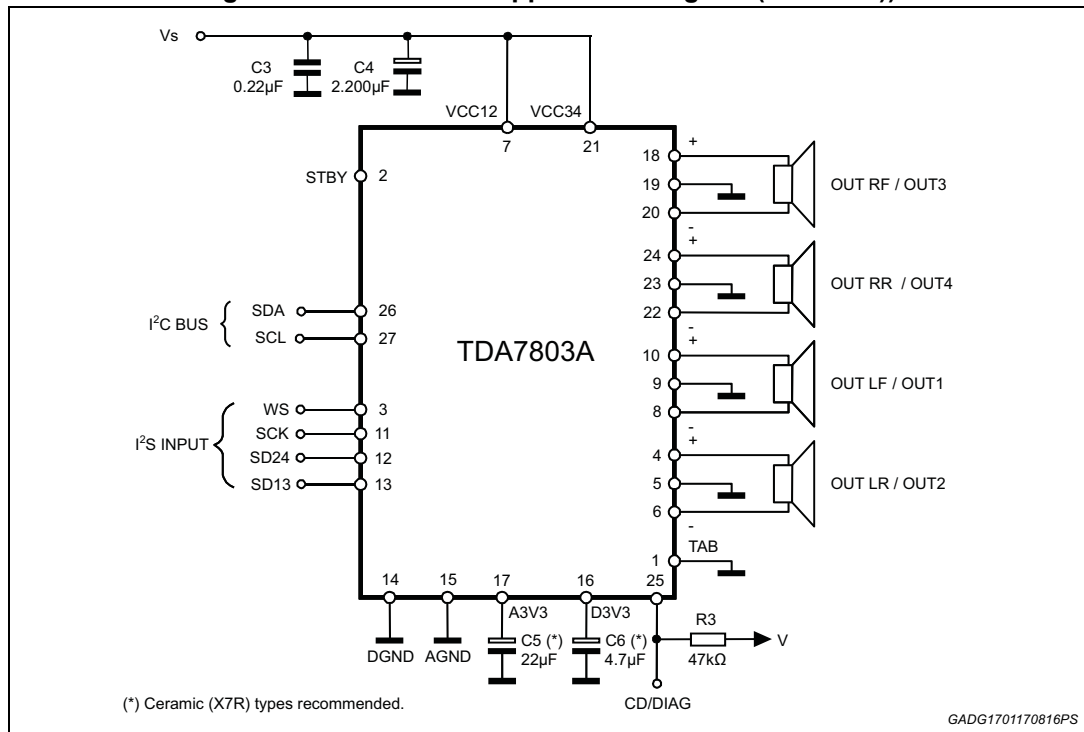 Vs
C3
0.22µF
C4
2.200µF
VCC12
VCC34
7
21
STBY
2
I²C BUS
SDA
26
SCL
27
TDA7803A
I²S INPUT
WS
3
SCK
11
SD24
12
SD13
13
18
+
19
20
-
OUT RF / OUT3
24
+
23
22
-
OUT RR / OUT4
10
+
9
8
-
OUT LF / OUT1
4
+
5
6
-
OUT LR / OUT2
1
TAB
14
15
17
16
25
A3V3
D3V3
DGND
AGND
C5 (*)
22µF
C6 (*)
4.7µF
R3
47kΩ
V
CD/DIAG
(*) Ceramic (X7R) types recommended.
GADG1701170816PS